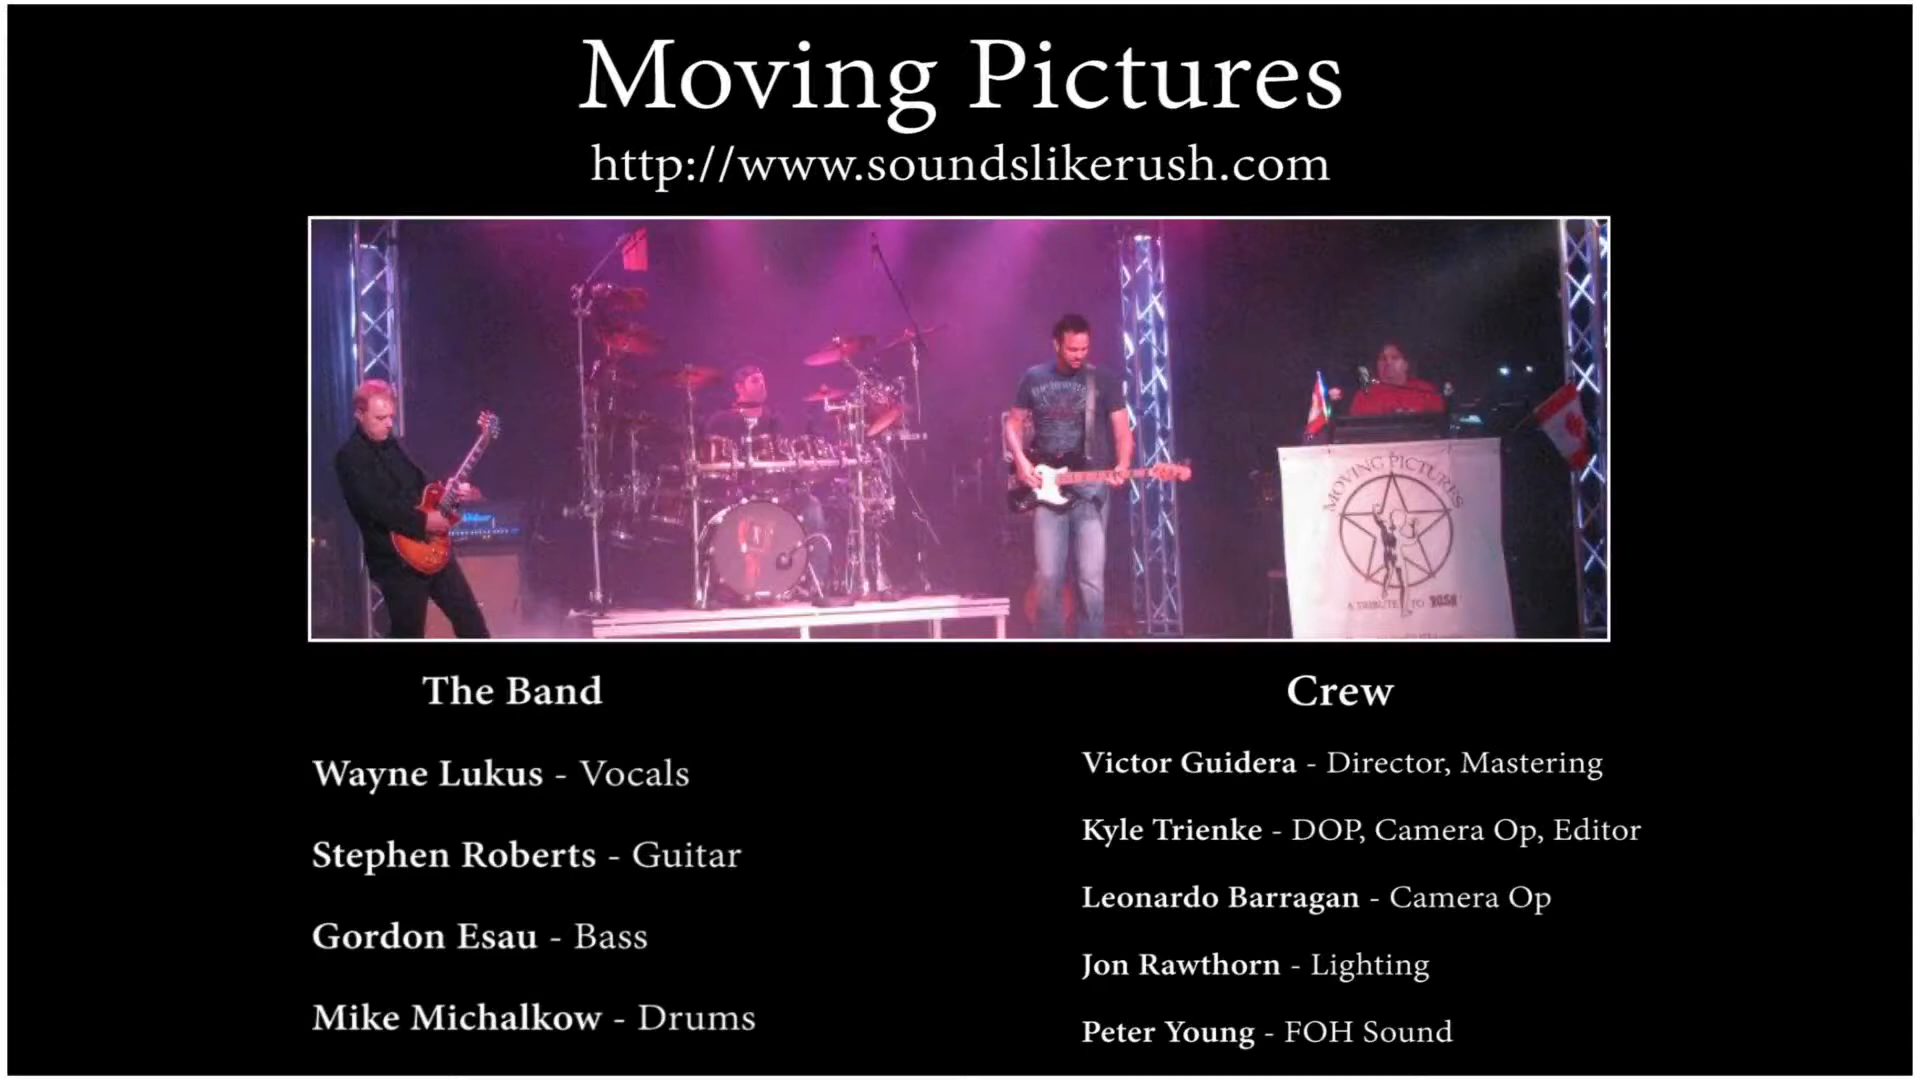 Moving Pictures
http://www.soundslikerush.com
MOVING PICTURES
A TRIBUTE TO RUSH
The Band
Wayne Lukus - Vocals
Stephen Roberts - Guitar
Gordon Esau - Bass
Mike Michalkow - Drums
Crew
Victor Guidera - Director, Mastering
Kyle Trienke - DOP, Camera Op, Editor
Leonardo Barragan - Camera Op
Jon Rawthorn - Lighting
Peter Young - FOH Sound